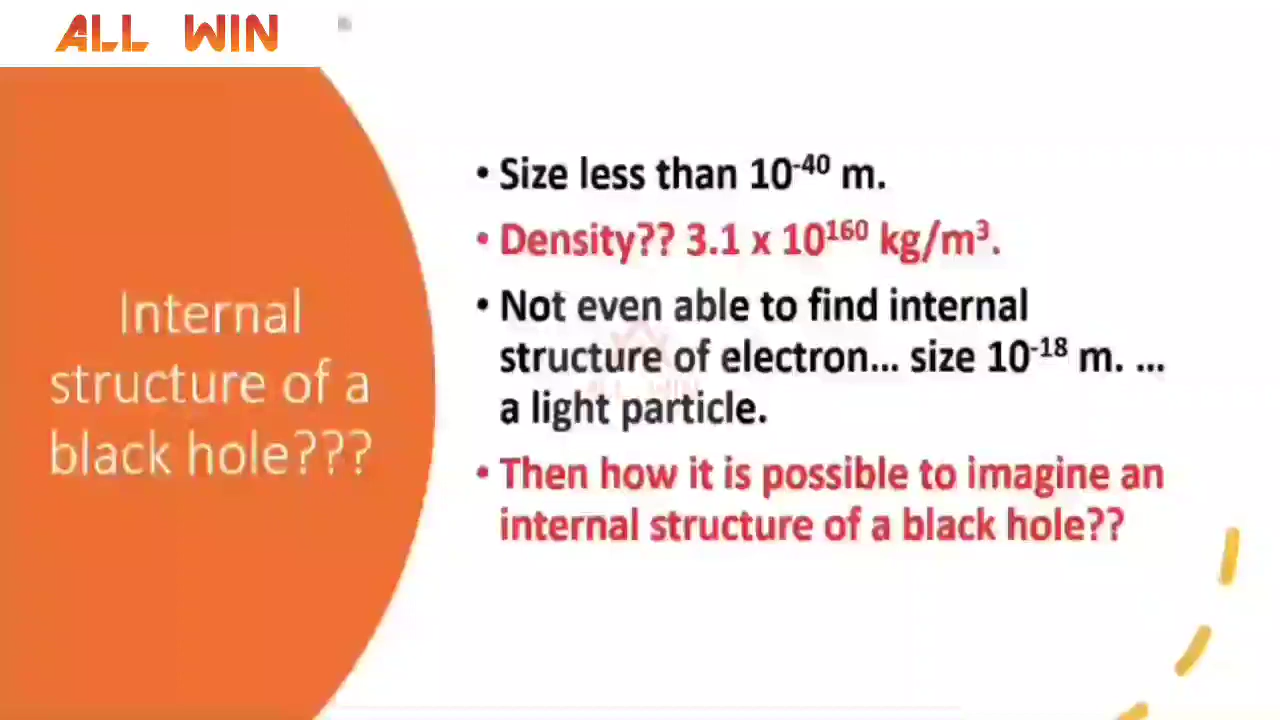 ALL WIN
Internal
structure of a
black hole???
• Size less than 10⁻⁴⁰ m.
• Density?? 3.1 x 10¹⁶⁰ kg/m³.
• Not even able to find internal
structure of electron... size 10⁻¹⁸ m. ...
a light particle.
• Then how it is possible to imagine an
internal structure of a black hole??
ALL WIN